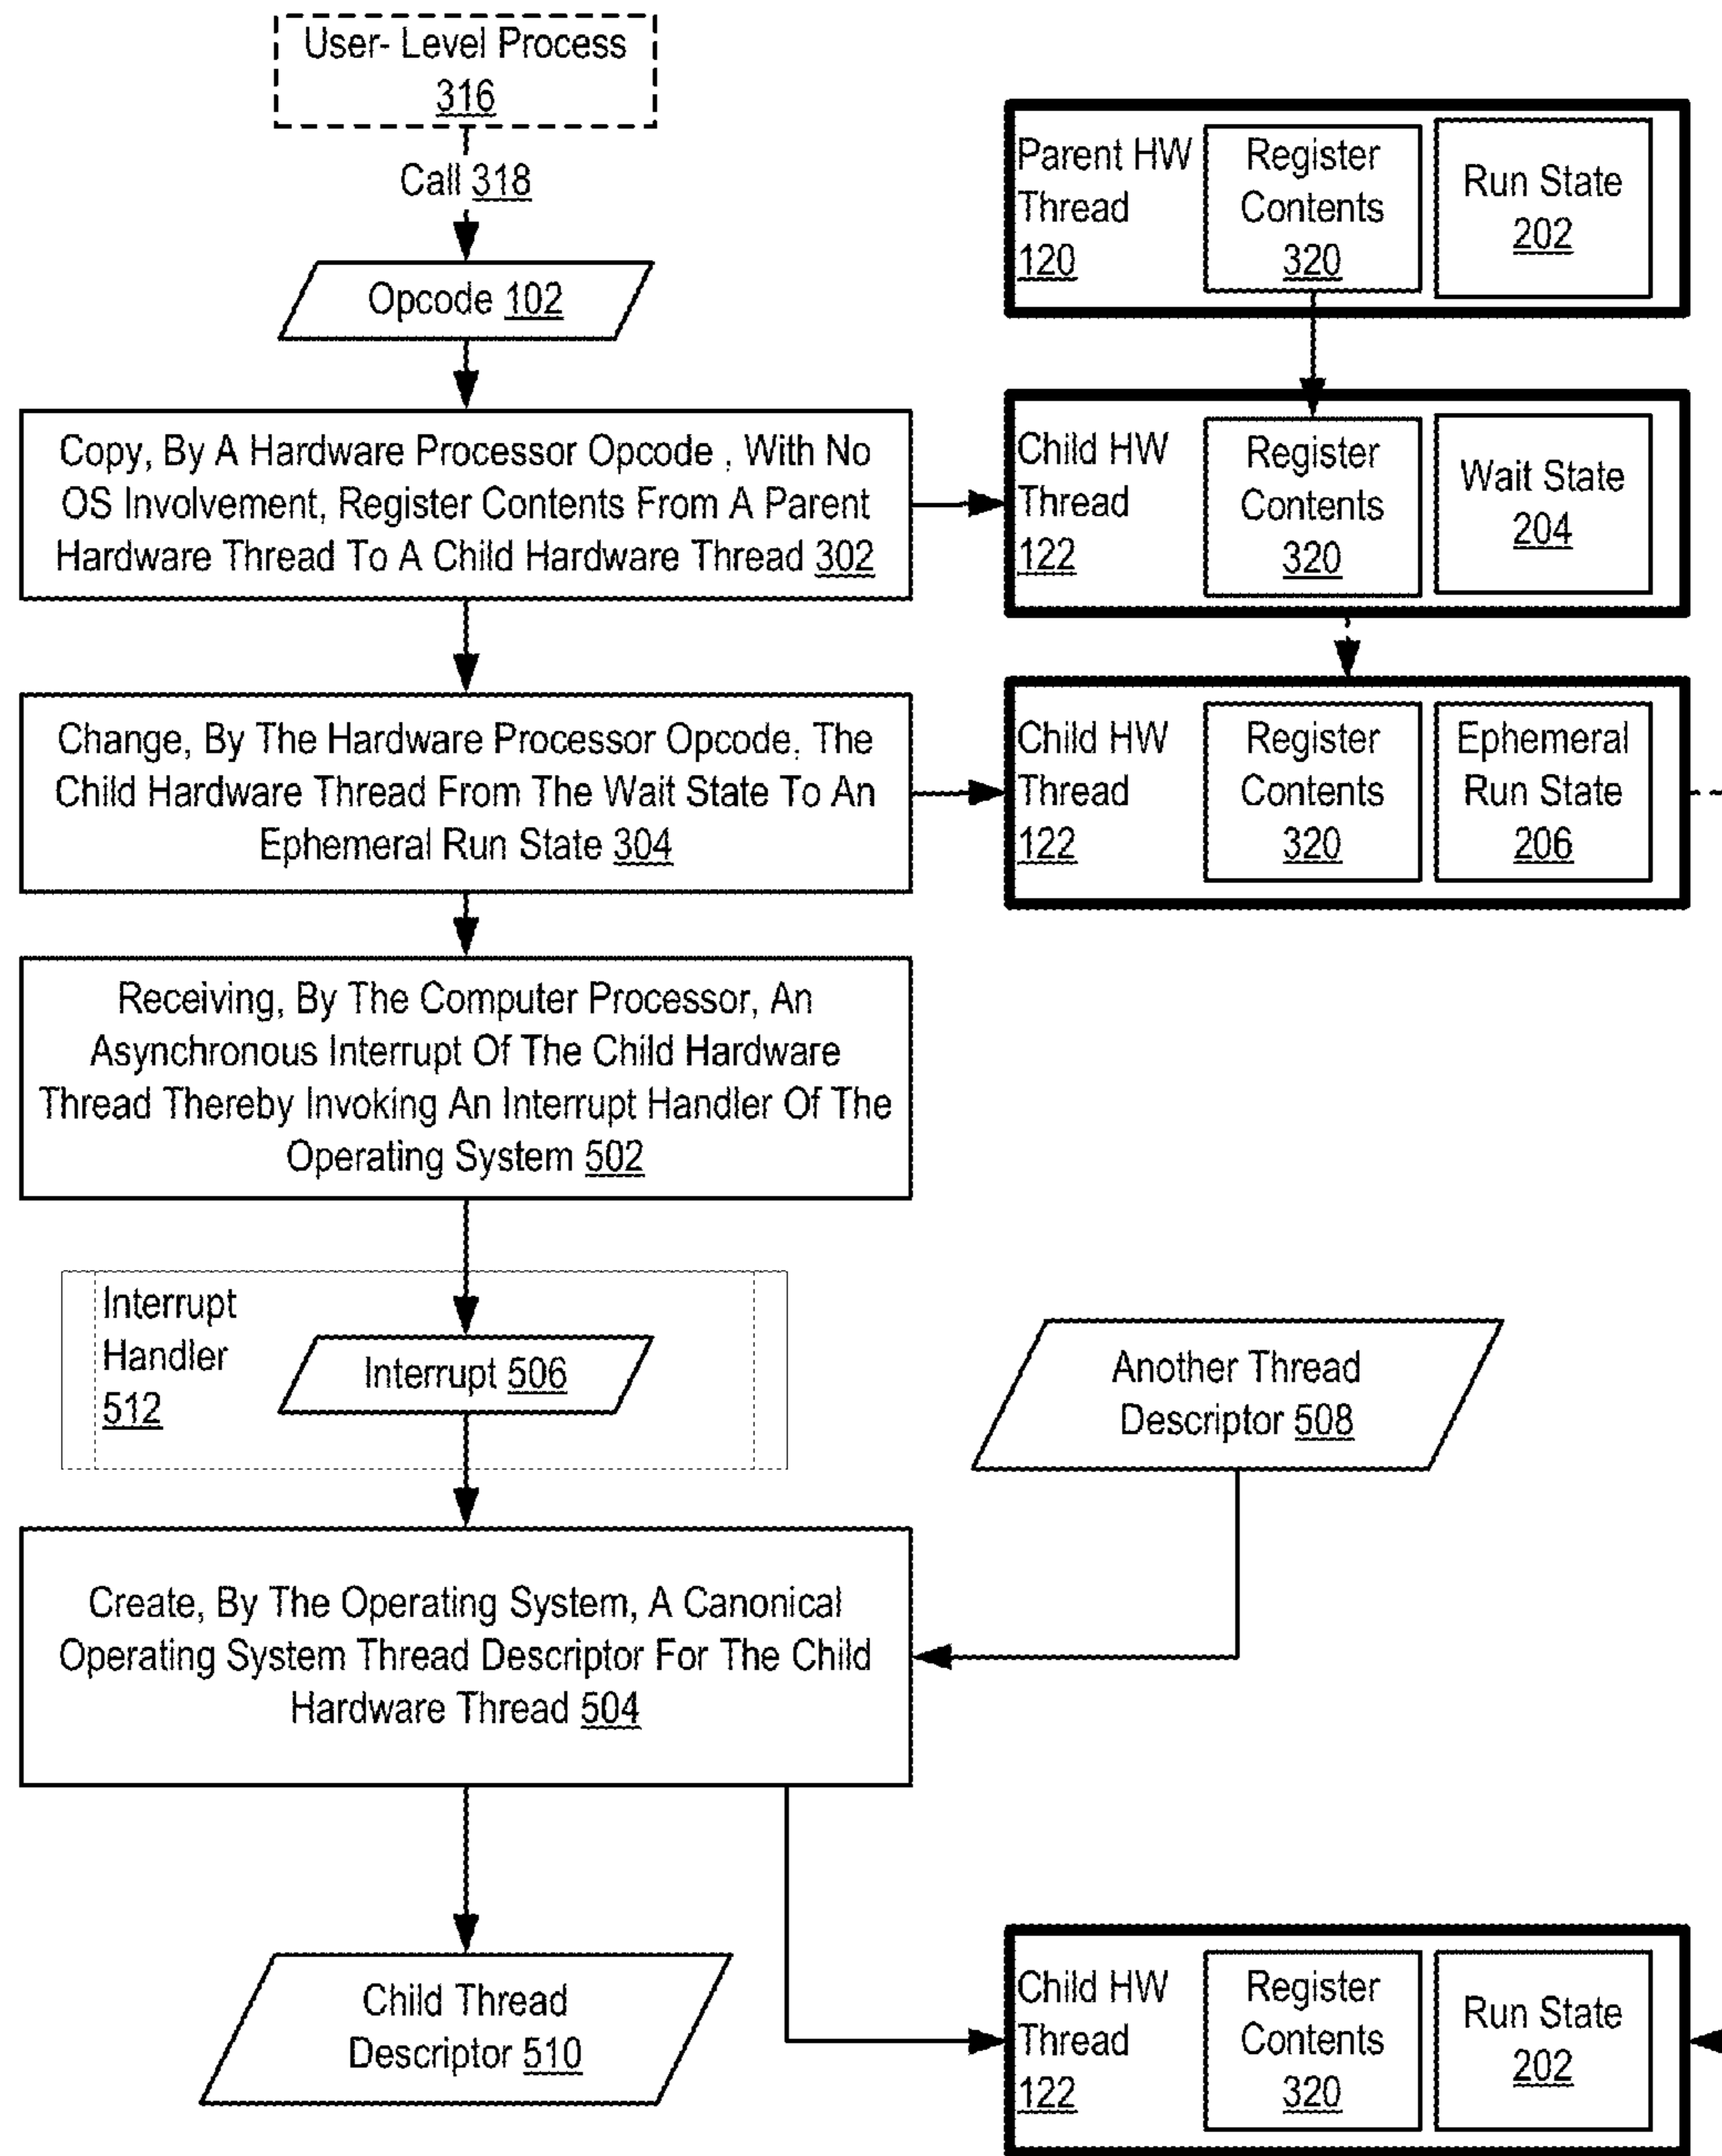 User- Level Process
316
Call 318
Opcode 102
Parent HW
Thread
120
Register
Contents
320
Run State
202
Copy, By A Hardware Processor Opcode , With No
OS Involvement, Register Contents From A Parent
Hardware Thread To A Child Hardware Thread 302
Child HW
Thread
122
Register
Contents
320
Wait State
204
Change, By The Hardware Processor Opcode, The
Child Hardware Thread From The Wait State To An
Ephemeral Run State 304
Child HW
Thread
122
Register
Contents
320
Ephemeral
Run State
206
Receiving, By The Computer Processor, An
Asynchronous Interrupt Of The Child Hardware
Thread Thereby Invoking An Interrupt Handler Of The
Operating System 502
Interrupt
Handler
512
Interrupt 506
Another Thread
Descriptor 508
Create, By The Operating System, A Canonical
Operating System Thread Descriptor For The Child
Hardware Thread 504
Child Thread
Descriptor 510
Child HW
Thread
122
Register
Contents
320
Run State
202